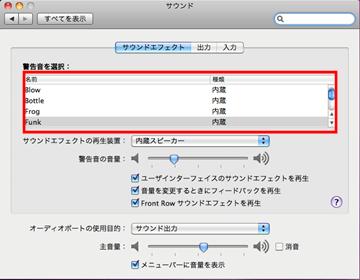 サウンド
すべてを表示
サウンドエフェクト 出力 入力
警告音を選択：
名前 種類
Blow 内蔵
Bottle 内蔵
Frog 内蔵
Funk 内蔵
サウンドエフェクトの再生装置： 内蔵スピーカー
警告音の音量：
ユーザインターフェイスのサウンドエフェクトを再生
音量を変更するときにフィードバックを再生
Front Row サウンドエフェクトを再生
?
オーディオポートの使用目的： サウンド出力
主音量： 消音
メニューバーに音量を表示